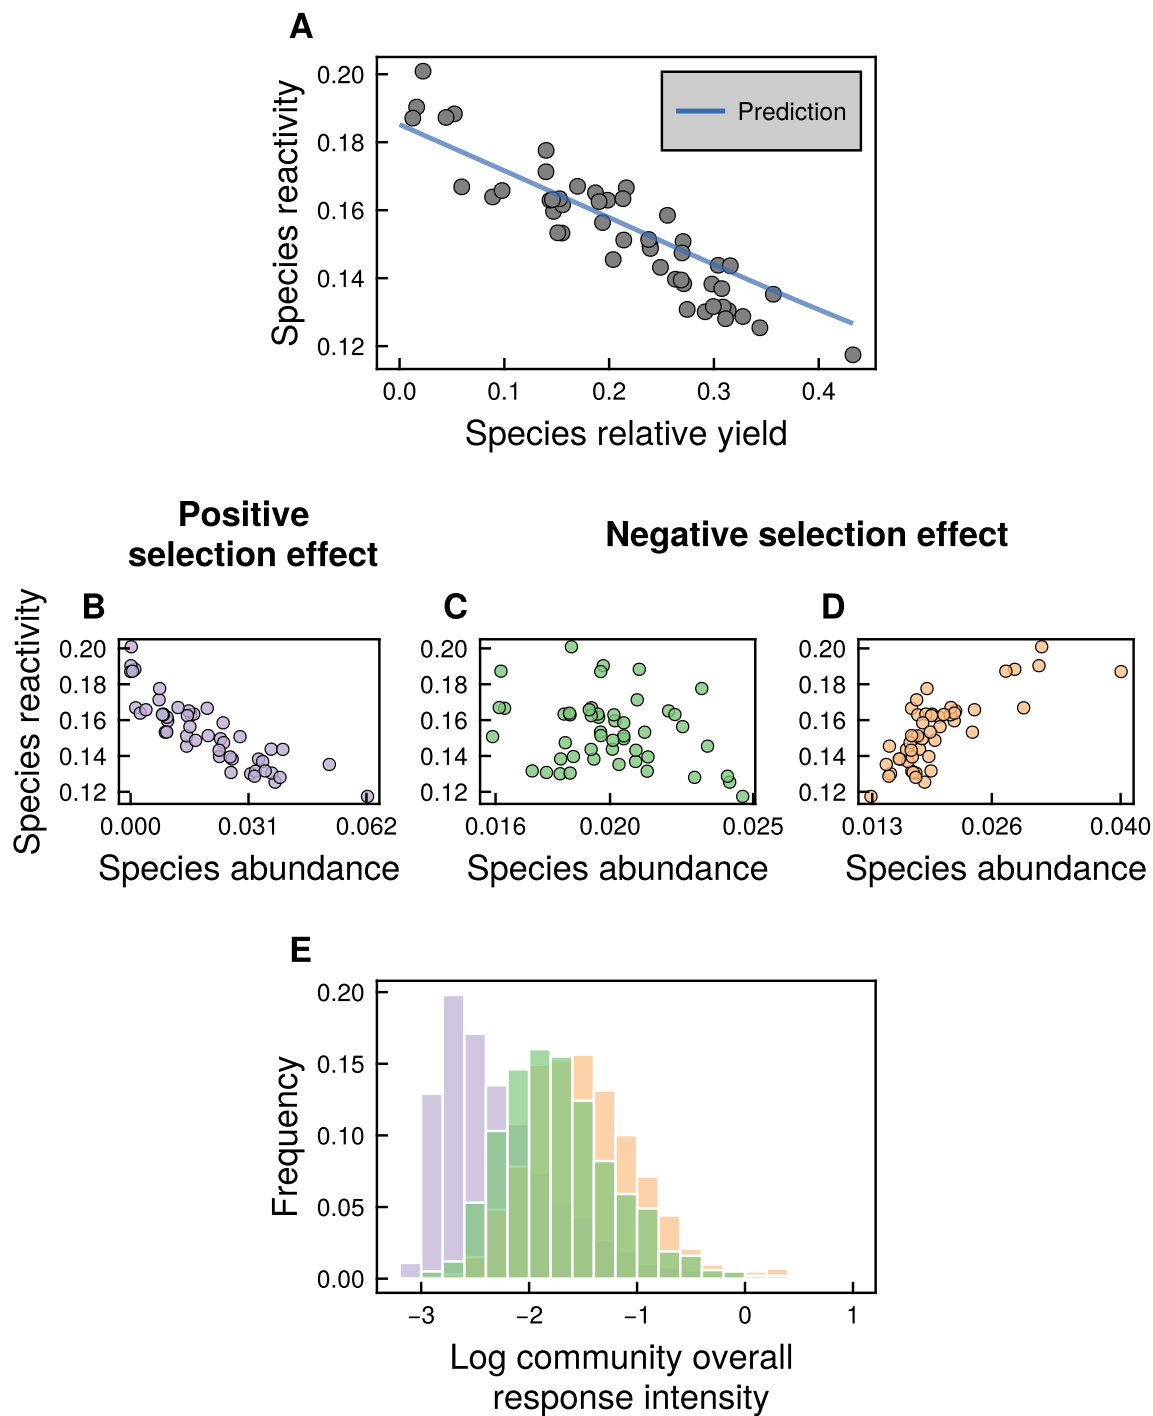 A
Species reactivity
0.20
0.18
0.16
0.14
0.12
Prediction
0.0 0.1 0.2 0.3 0.4
Species relative yield
Positive
selection effect
Negative selection effect
B
Species reactivity
0.20
0.18
0.16
0.14
0.12
0.000 0.031 0.062
Species abundance
C
0.20
0.18
0.16
0.14
0.12
0.016 0.020 0.025
Species abundance
D
0.20
0.18
0.16
0.14
0.12
0.013 0.026 0.040
Species abundance
E
Frequency
0.20
0.15
0.10
0.05
0.00
−3 −2 −1 0 1
Log community overall
response intensity